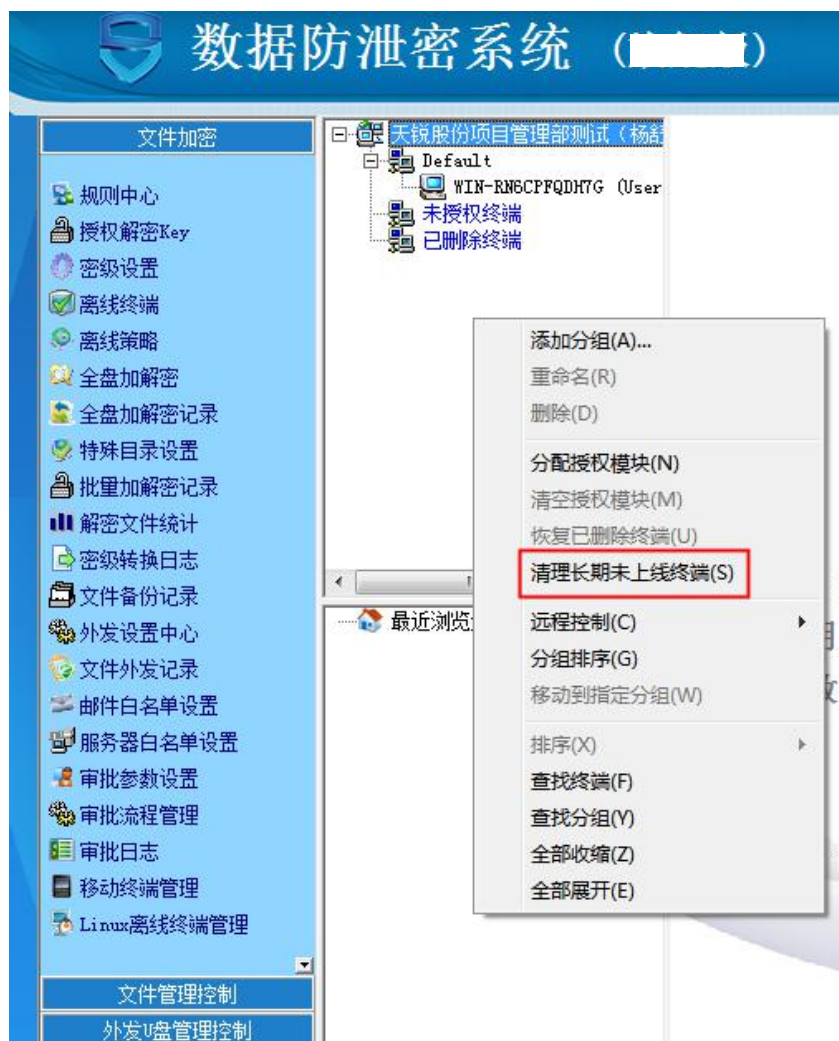 数据防泄密系统 （ ）
文件加密
规则中心
授权解密Key
密级设置
离线终端
离线策略
全盘加解密
全盘加解密记录
特殊目录设置
批量加解密记录
解密文件统计
密级转换日志
文件备份记录
外发设置中心
文件外发记录
邮件白名单设置
服务器白名单设置
审批参数设置
审批流程管理
审批日志
移动终端管理
Linux离线终端管理
文件管理控制
外发U盘管理控制
天锐股份项目管理部测试（杨舒
Default
WIN-RN6CPFQDH7G (User
未授权终端
已删除终端
最近浏览
添加分组(A)...
重命名(R)
删除(D)
分配授权模块(N)
清空授权模块(M)
恢复已删除终端(U)
清理长期未上线终端(S)
远程控制(C)
分组排序(G)
移动到指定分组(W)
排序(X)
查找终端(F)
查找分组(Y)
全部收缩(Z)
全部展开(E)